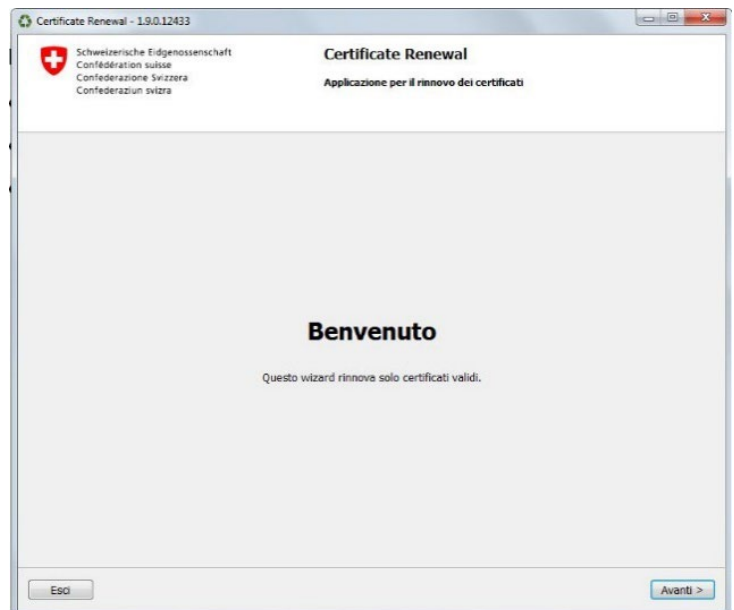 Certificate Renewal - 1.9.0.12433
Schweizerische Eidgenossenschaft
Confédération suisse
Confederazione Svizzera
Confederaziun svizra
Certificate Renewal
Applicazione per il rinnovo dei certificati
Benvenuto
Questo wizard rinnova solo certificati validi.
Esci
Avanti >